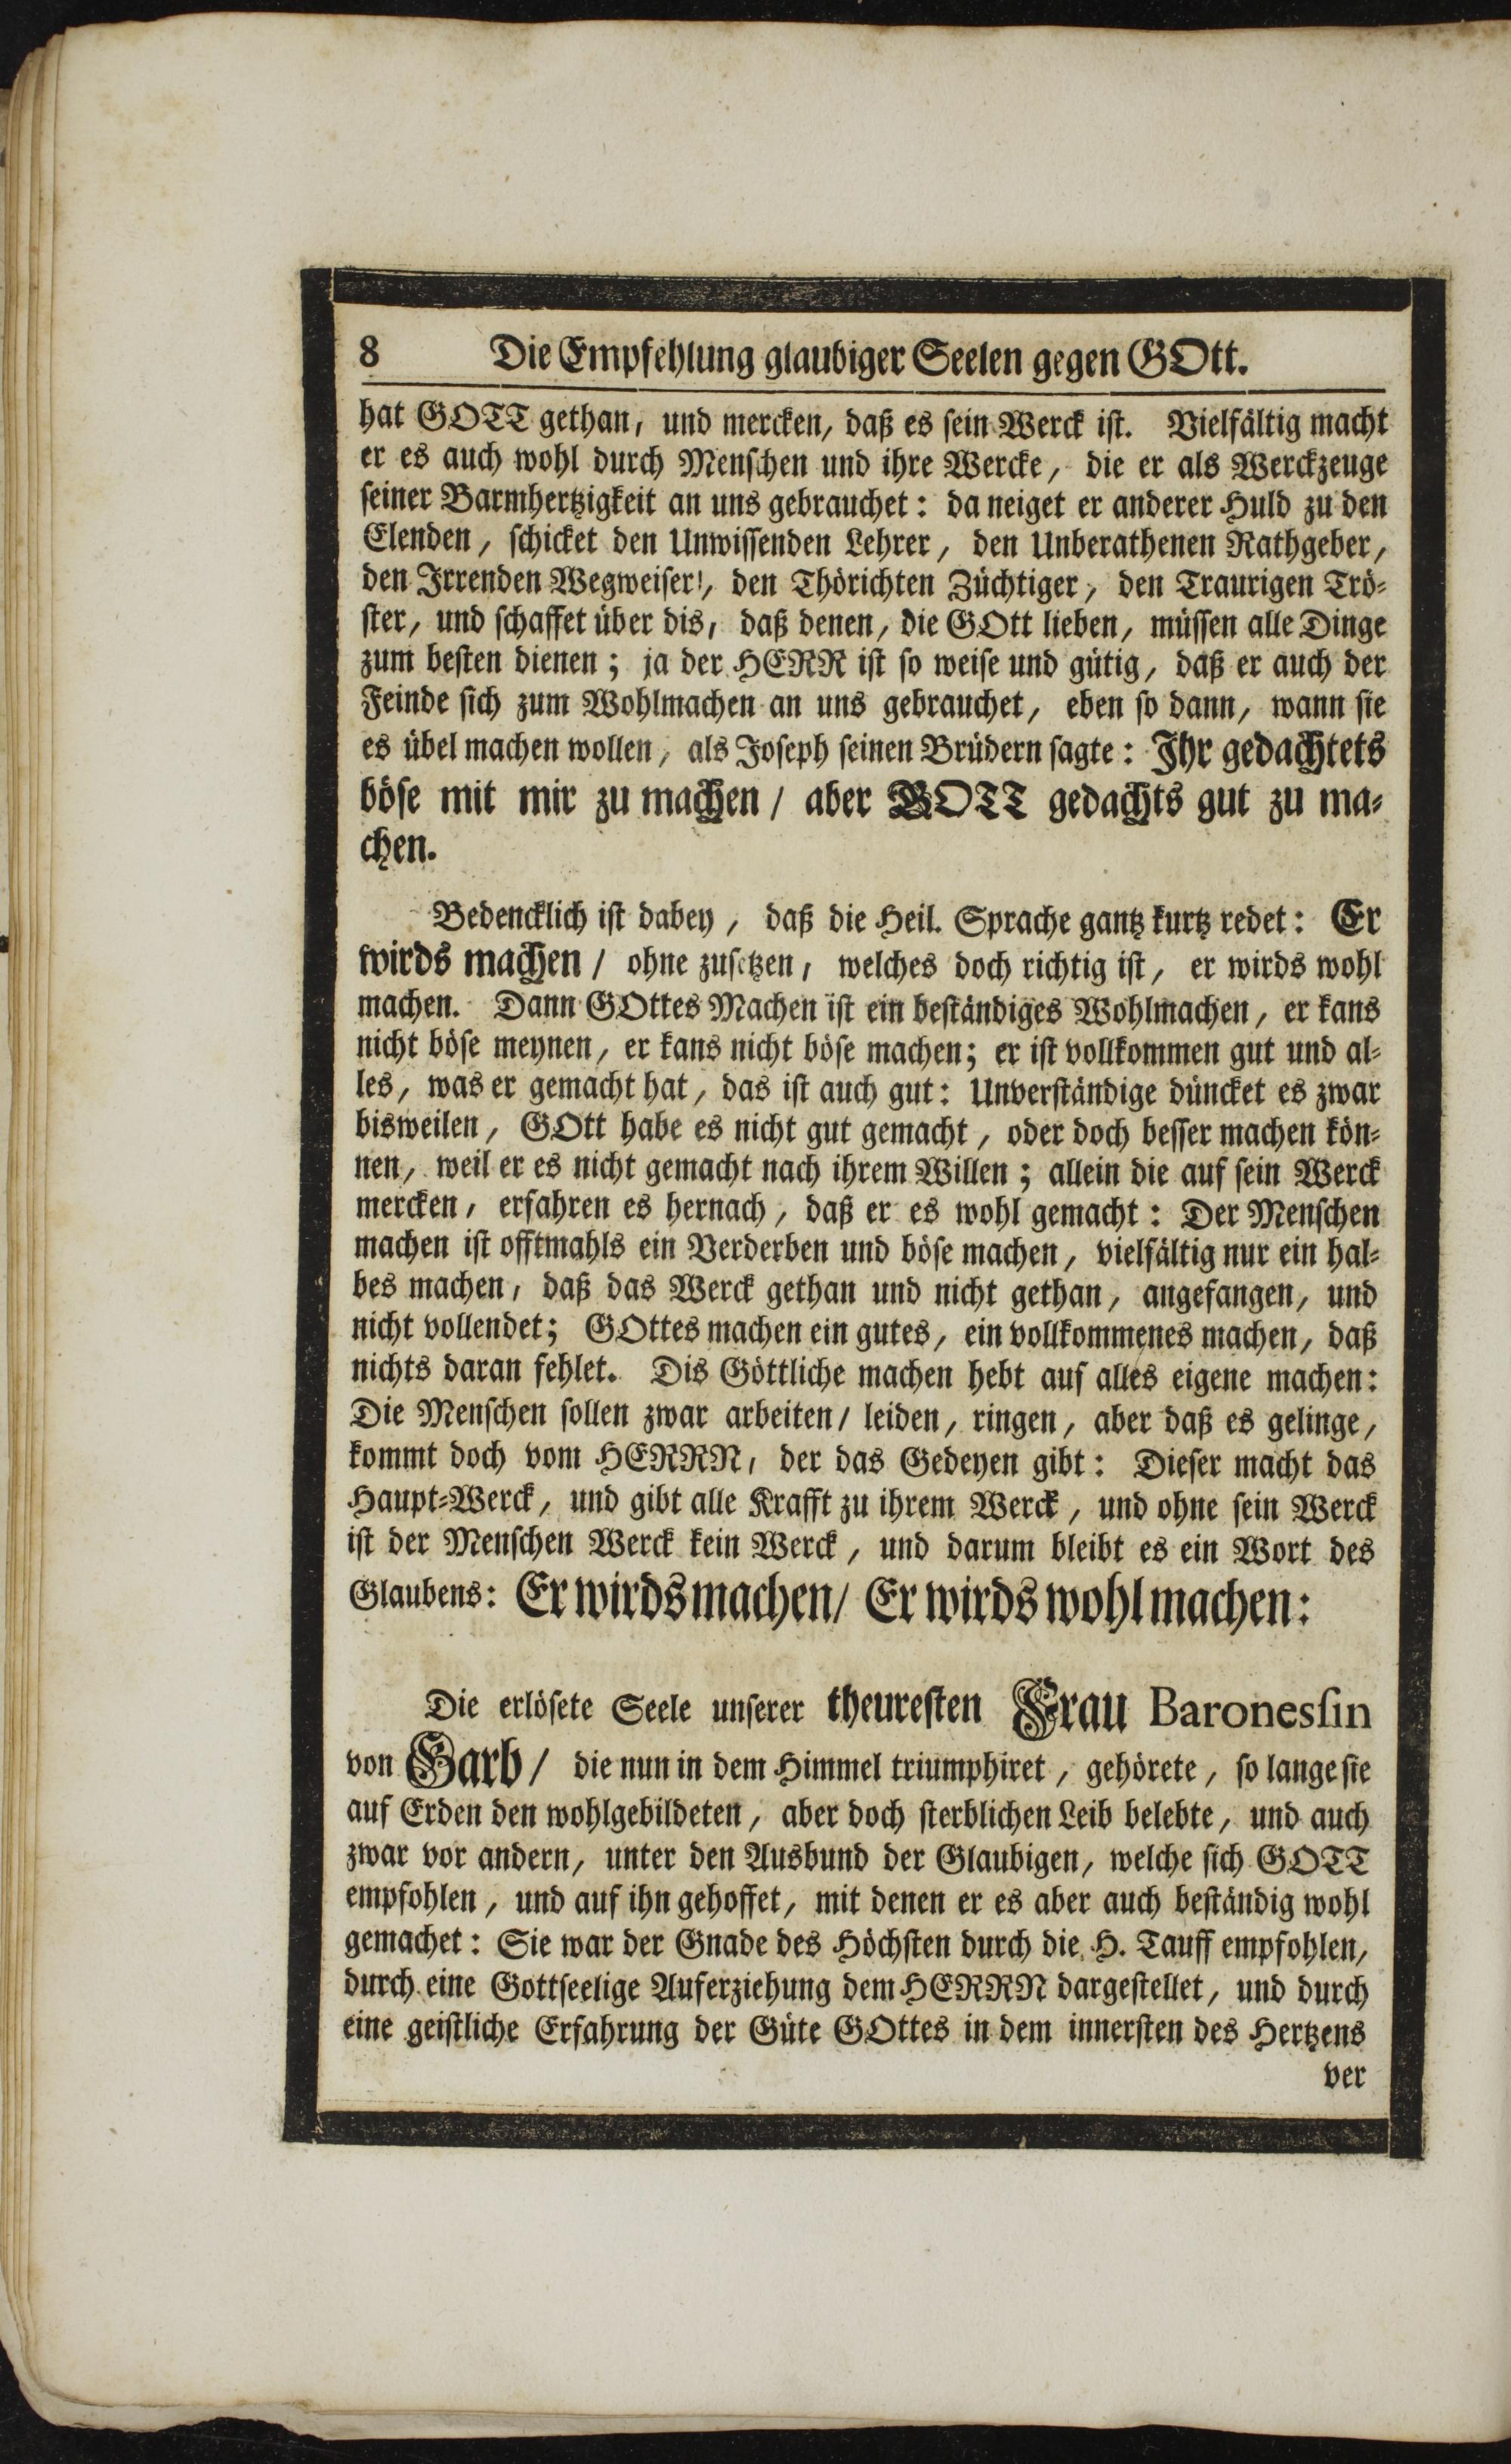 8 Die Empfehlung glaubiger Seelen gegen GOtt.
hat GOTT gethan, und mercken, daß es sein Werck ist. Vielfältig macht
er es auch wohl durch Menschen und ihre Wercke, die er als Werckzeuge
seiner Barmhertzigkeit an uns gebrauchet: da neiget er anderer Huld zu den
Elenden, schicket den Unwissenden Lehrer, den Unberathenen Rathgeber,
den Irrenden Wegweiser!, den Thörichten Züchtiger, den Traurigen Trö-
ster, und schaffet über dis, daß denen, die GOtt lieben, müssen alle Dinge
zum besten dienen; ja der HERR ist so weise und gütig, daß er auch der
Feinde sich zum Wohlmachen an uns gebrauchet, eben so dann, wann sie
es übel machen wollen, als Joseph seinen Brüdern sagte: Ihr gedachtets
böse mit mir zu machen / aber GOTT gedachts gut zu ma-
chen.
Bedencklich ist dabey, daß die Heil. Sprache gantz kurtz redet: Er
wirds machen / ohne zusetzen, welches doch richtig ist, er wirds wohl
machen. Dann GOttes Machen ist ein beständiges Wohlmachen, er kans
nicht böse meynen, er kans nicht böse machen; er ist vollkommen gut und al-
les, was er gemacht hat, das ist auch gut: Unverständige düncket es zwar
bisweilen, GOtt habe es nicht gut gemacht, oder doch besser machen kön-
nen, weil er es nicht gemacht nach ihrem Willen; allein die auf sein Werck
mercken, erfahren es hernach, daß er es wohl gemacht: Der Menschen
machen ist offtmahls ein Verderben und böse machen, vielfältig nur ein hal-
bes machen, daß das Werck gethan und nicht gethan, angefangen, und
nicht vollendet; GOttes machen ein gutes, ein vollkommenes machen, daß
nichts daran fehlet. Dis Göttliche machen hebt auf alles eigene machen:
Die Menschen sollen zwar arbeiten / leiden, ringen, aber daß es gelinge,
kommt doch vom HERRN, der das Gedeyen gibt: Dieser macht das
Haupt-Werck, und gibt alle Krafft zu ihrem Werck, und ohne sein Werck
ist der Menschen Werck kein Werck, und darum bleibt es ein Wort des
Glaubens: Er wirds machen / Er wirds wohl machen:
Die erlösete Seele unserer theuresten Frau Baronessin
von Garb / die nun in dem Himmel triumphiret, gehörete, so lange sie
auf Erden den wohlgebildeten, aber doch sterblichen Leib belebte, und auch
zwar vor andern, unter den Ausbund der Glaubigen, welche sich GOTT
empfohlen, und auf ihn gehoffet, mit denen er es aber auch beständig wohl
gemachet: Sie war der Gnade des Höchsten durch die H. Tauff empfohlen,
durch eine Gottseelige Auferziehung dem HERRN dargestellet, und durch
eine geistliche Erfahrung der Güte GOttes in dem innersten des Hertzens
ver